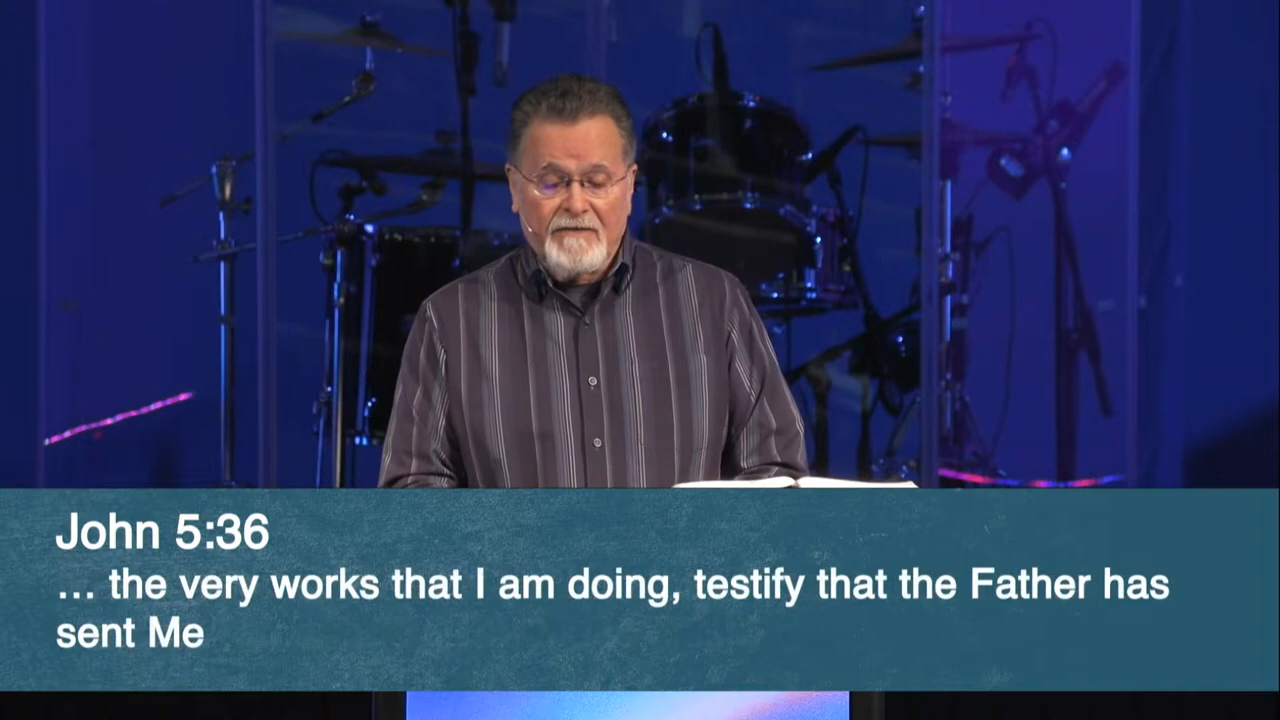 John 5:36
… the very works that I am doing, testify that the Father has
sent Me